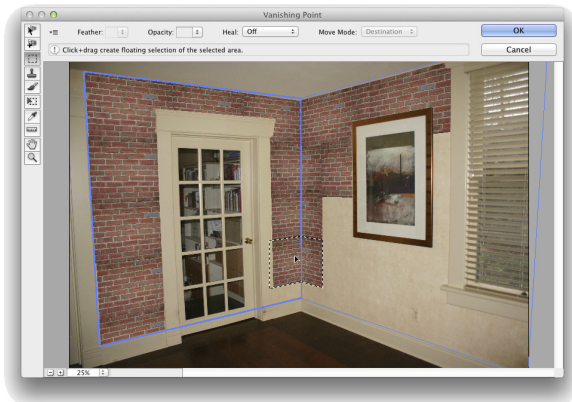 Vanishing Point
Feather: Opacity: Heal: Off Move Mode: Destination OK
Click+drag create floating selection of the selected area. Cancel
25%